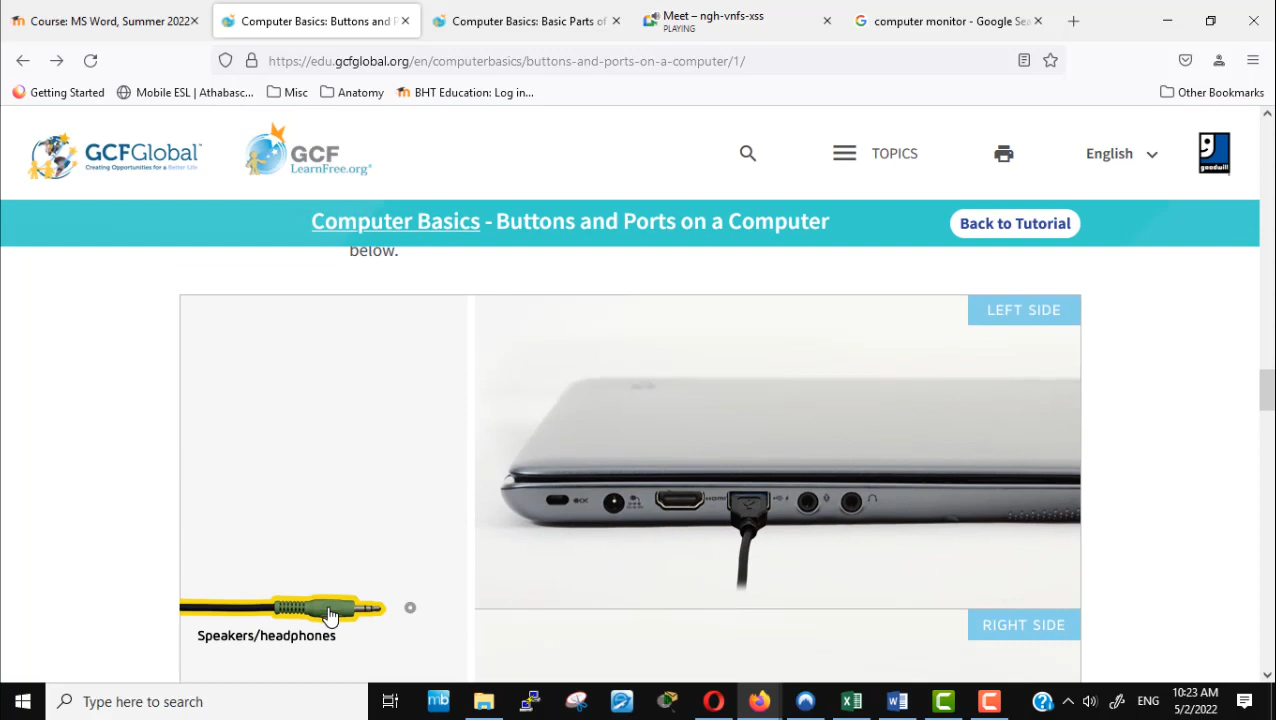 Course: MS Word, Summer 2022
Computer Basics: Buttons and P
Computer Basics: Basic Parts of
Meet – ngh-vnfs-xss
PLAYING
computer monitor - Google Sea
https://edu.gcfglobal.org/en/computerbasics/buttons-and-ports-on-a-computer/1/
Getting Started
Mobile ESL | Athabasc...
Misc
Anatomy
BHT Education: Log in...
Other Bookmarks
GCFGlobal™
Creating Opportunities for a Better Life
GCF
LearnFree.org®
TOPICS
English
goodwill
Computer Basics - Buttons and Ports on a Computer
Back to Tutorial
below.
LEFT SIDE
HDMI
Speakers/headphones
RIGHT SIDE
Type here to search
mb
ENG
10:23 AM
5/2/2022